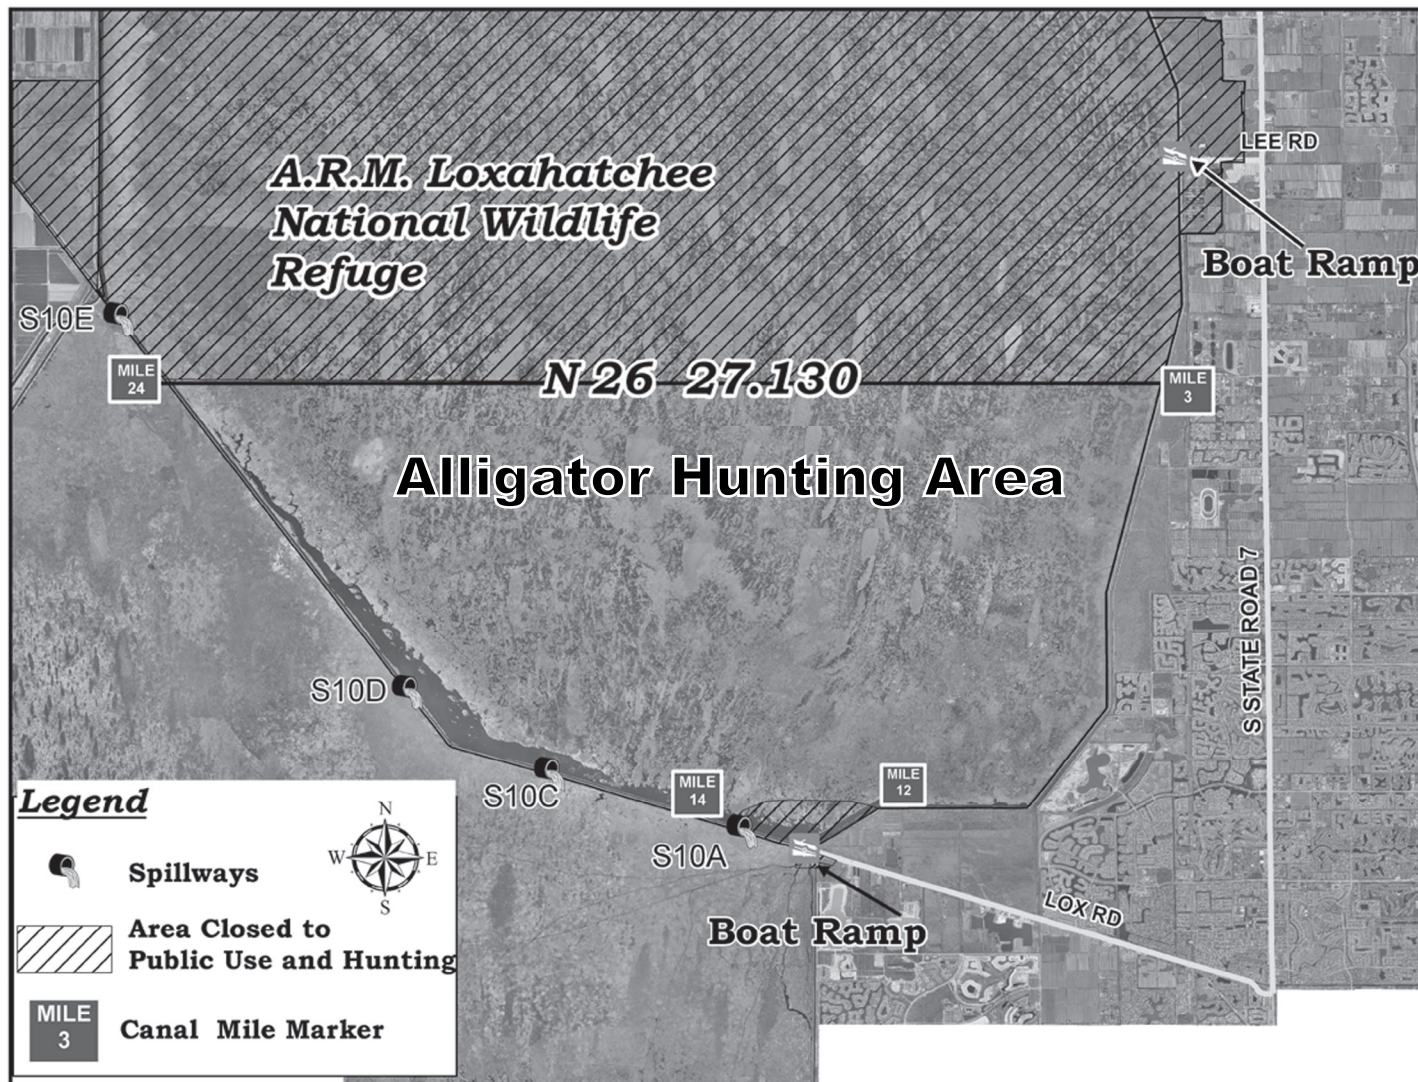 LEE RD
A.R.M. Loxahatchee
National Wildlife
Refuge
Boat Ramp
S10E
MILE
24
N 26  27.130
MILE
3
Alligator Hunting Area
S STATE ROAD 7
S10D
S10C
MILE
14
MILE
12
S10A
LOX RD
Boat Ramp
Legend
N
W
E
S
Spillways
Area Closed to
Public Use and Hunting
MILE
3
Canal  Mile Marker